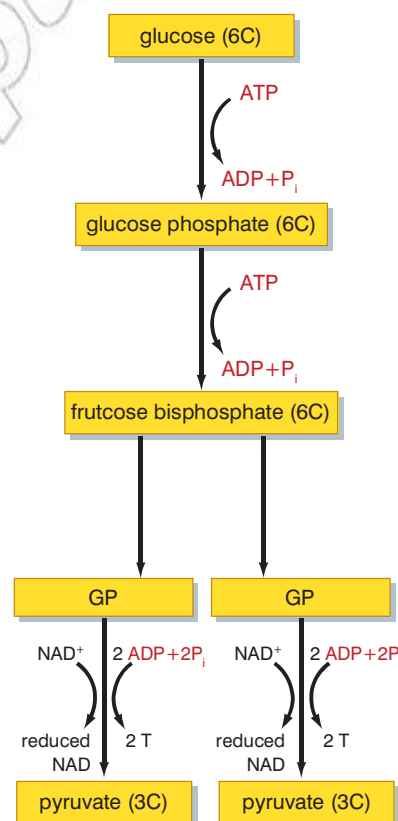 glucose (6C)
ATP
ADP+Pi
glucose phosphate (6C)
ATP
ADP+Pi
frutcose bisphosphate (6C)
GP
GP
NAD+ 2 ADP+2Pi
NAD+ 2 ADP+2P
reduced 2 T
NAD
reduced 2 T
NAD
pyruvate (3C)
pyruvate (3C)